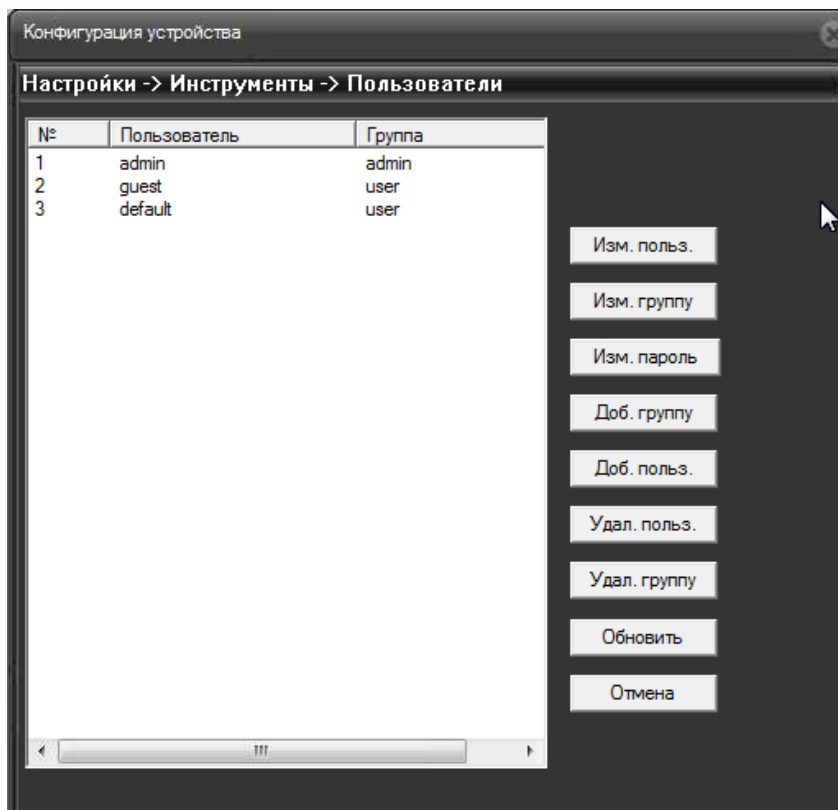 Конфигурация устройства
Настройки -> Инструменты -> Пользователи
№ Пользователь Группа
1 admin admin
2 guest user
3 default user
Изм. польз.
Изм. группу
Изм. пароль
Доб. группу
Доб. польз.
Удал. польз.
Удал. группу
Обновить
Отмена